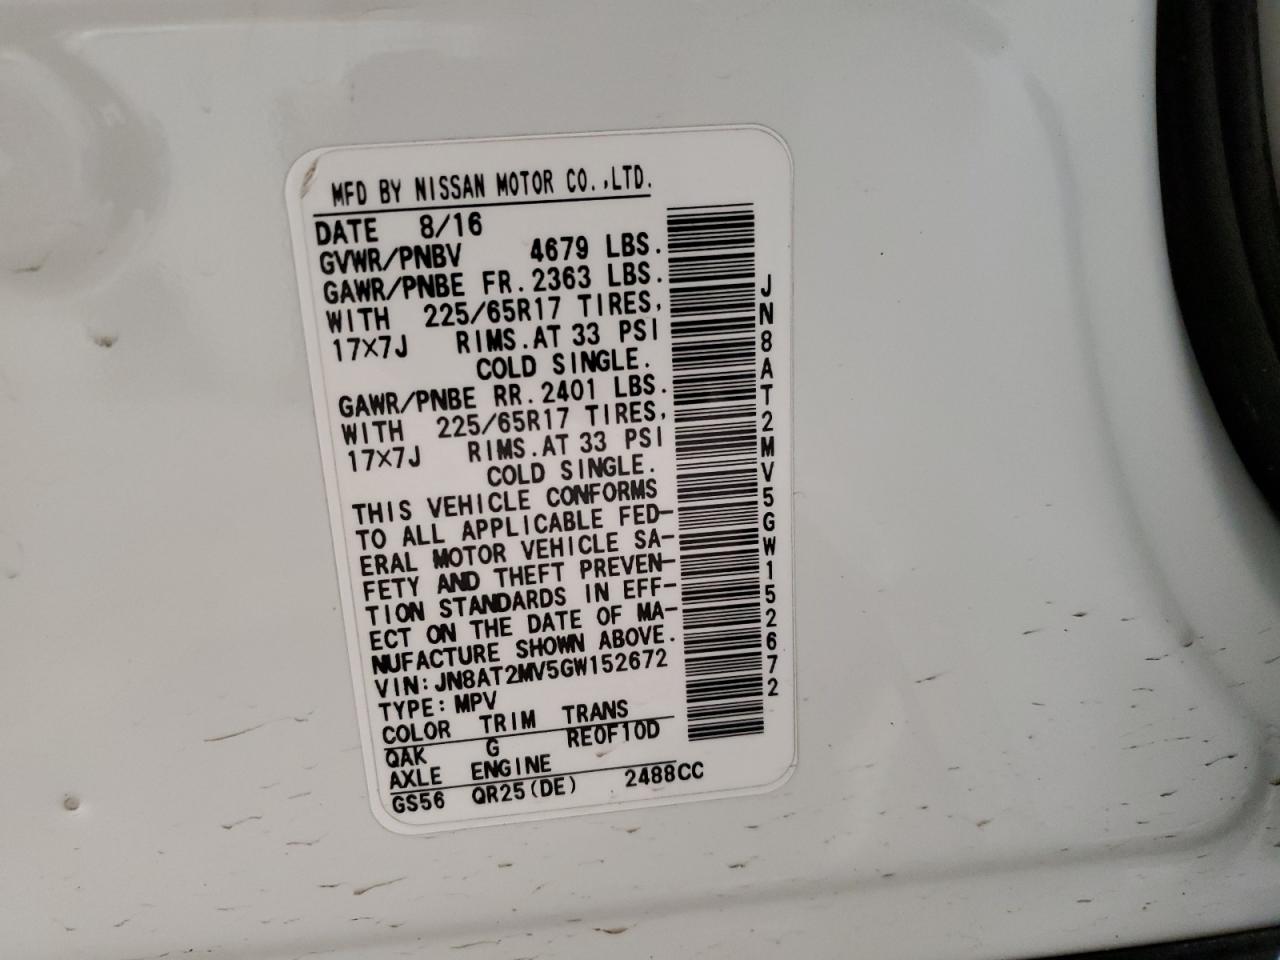 MFD BY NISSAN MOTOR CO.,LTD.
DATE 8/16
GVWR/PNBV 4679 LBS.
GAWR/PNBE FR. 2363 LBS.
WITH 225/65R17 TIRES,
17×7J RIMS.AT 33 PSI
COLD SINGLE.
GAWR/PNBE RR. 2401 LBS.
WITH 225/65R17 TIRES,
17×7J RIMS.AT 33 PSI
COLD SINGLE.
THIS VEHICLE CONFORMS
TO ALL APPLICABLE FED-
ERAL MOTOR VEHICLE SA-
FETY AND THEFT PREVEN-
TION STANDARDS IN EFF-
ECT ON THE DATE OF MA-
NUFACTURE SHOWN ABOVE.
VIN: JN8AT2MV5GW152672
TYPE: MPV
COLOR TRIM TRANS
QAK G RE0F10D
AXLE ENGINE
GS56 QR25(DE) 2488CC
JN8AT2MV5GW152672